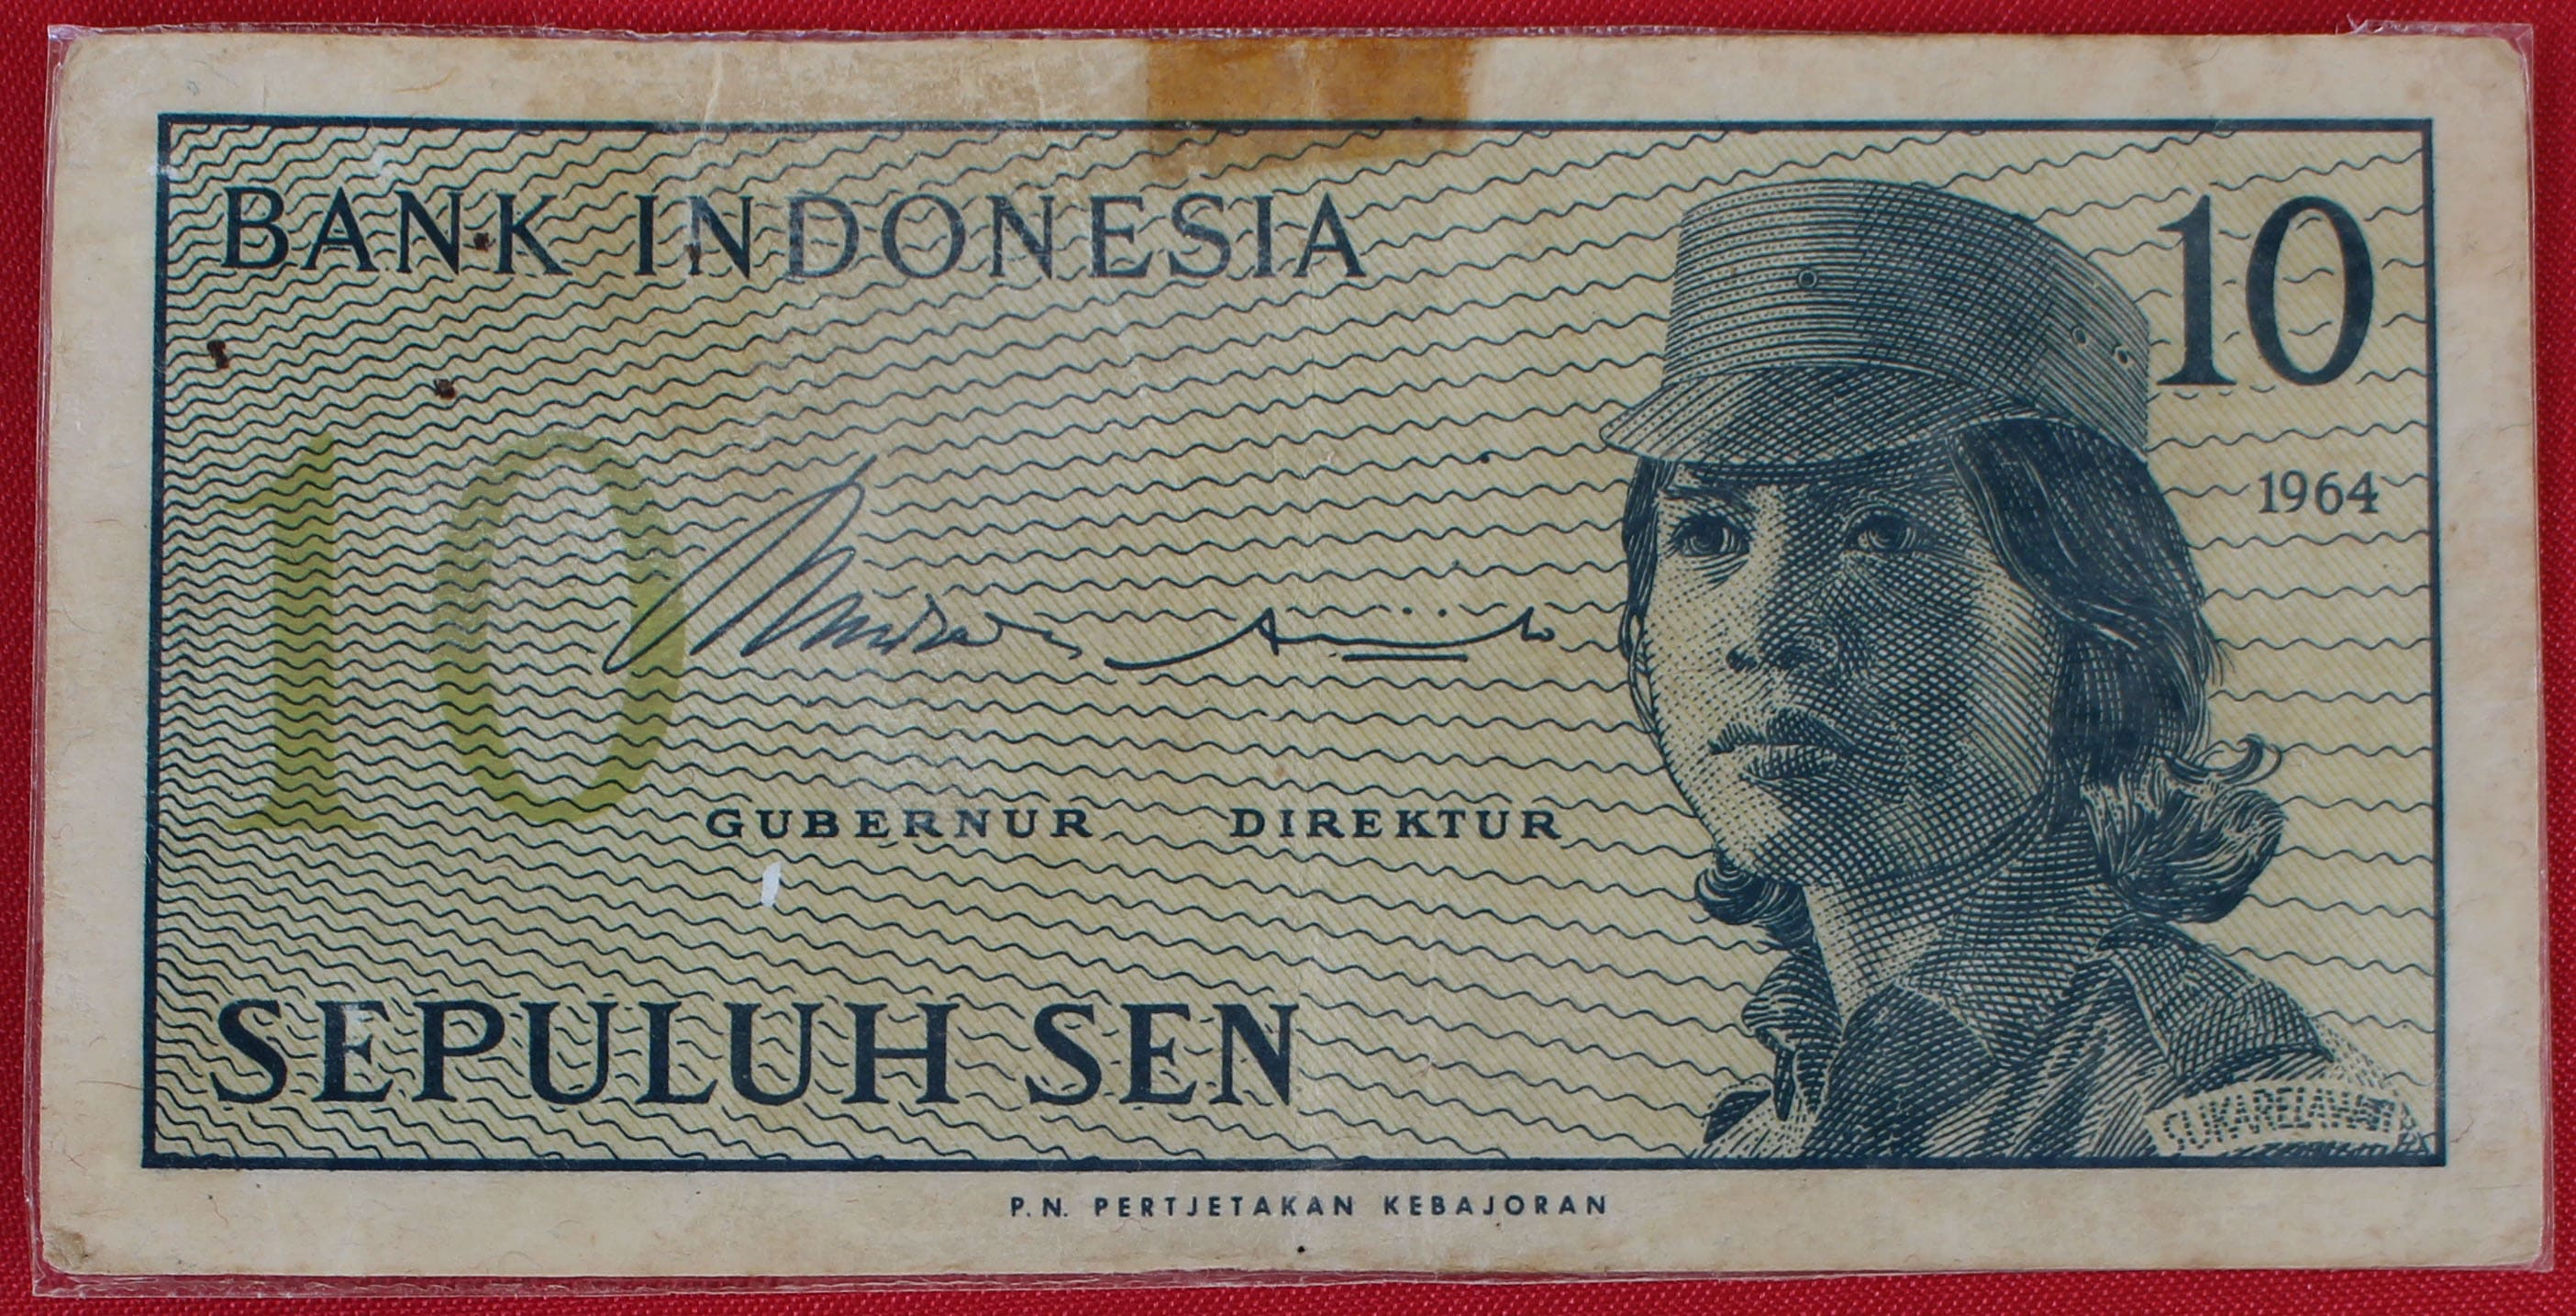 BANK INDONESIA
10
1964
10
GUBERNUR DIREKTUR
SEPULUH SEN
SUKARELAWATI
P.N. PERTJETAKAN KEBAJORAN